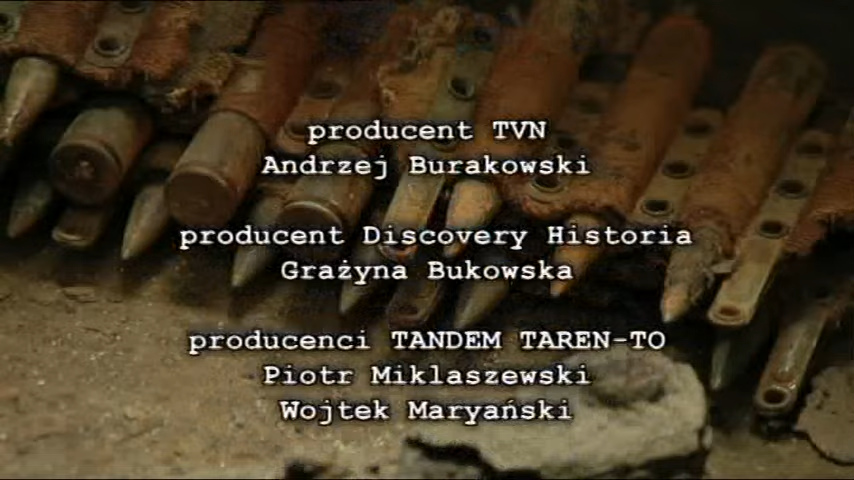 producent TVN
Andrzej Burakowski
producent Discovery Historia
Grażyna Bukowska
producenci TANDEM TAREN-TO
Piotr Miklaszewski
Wojtek Maryański